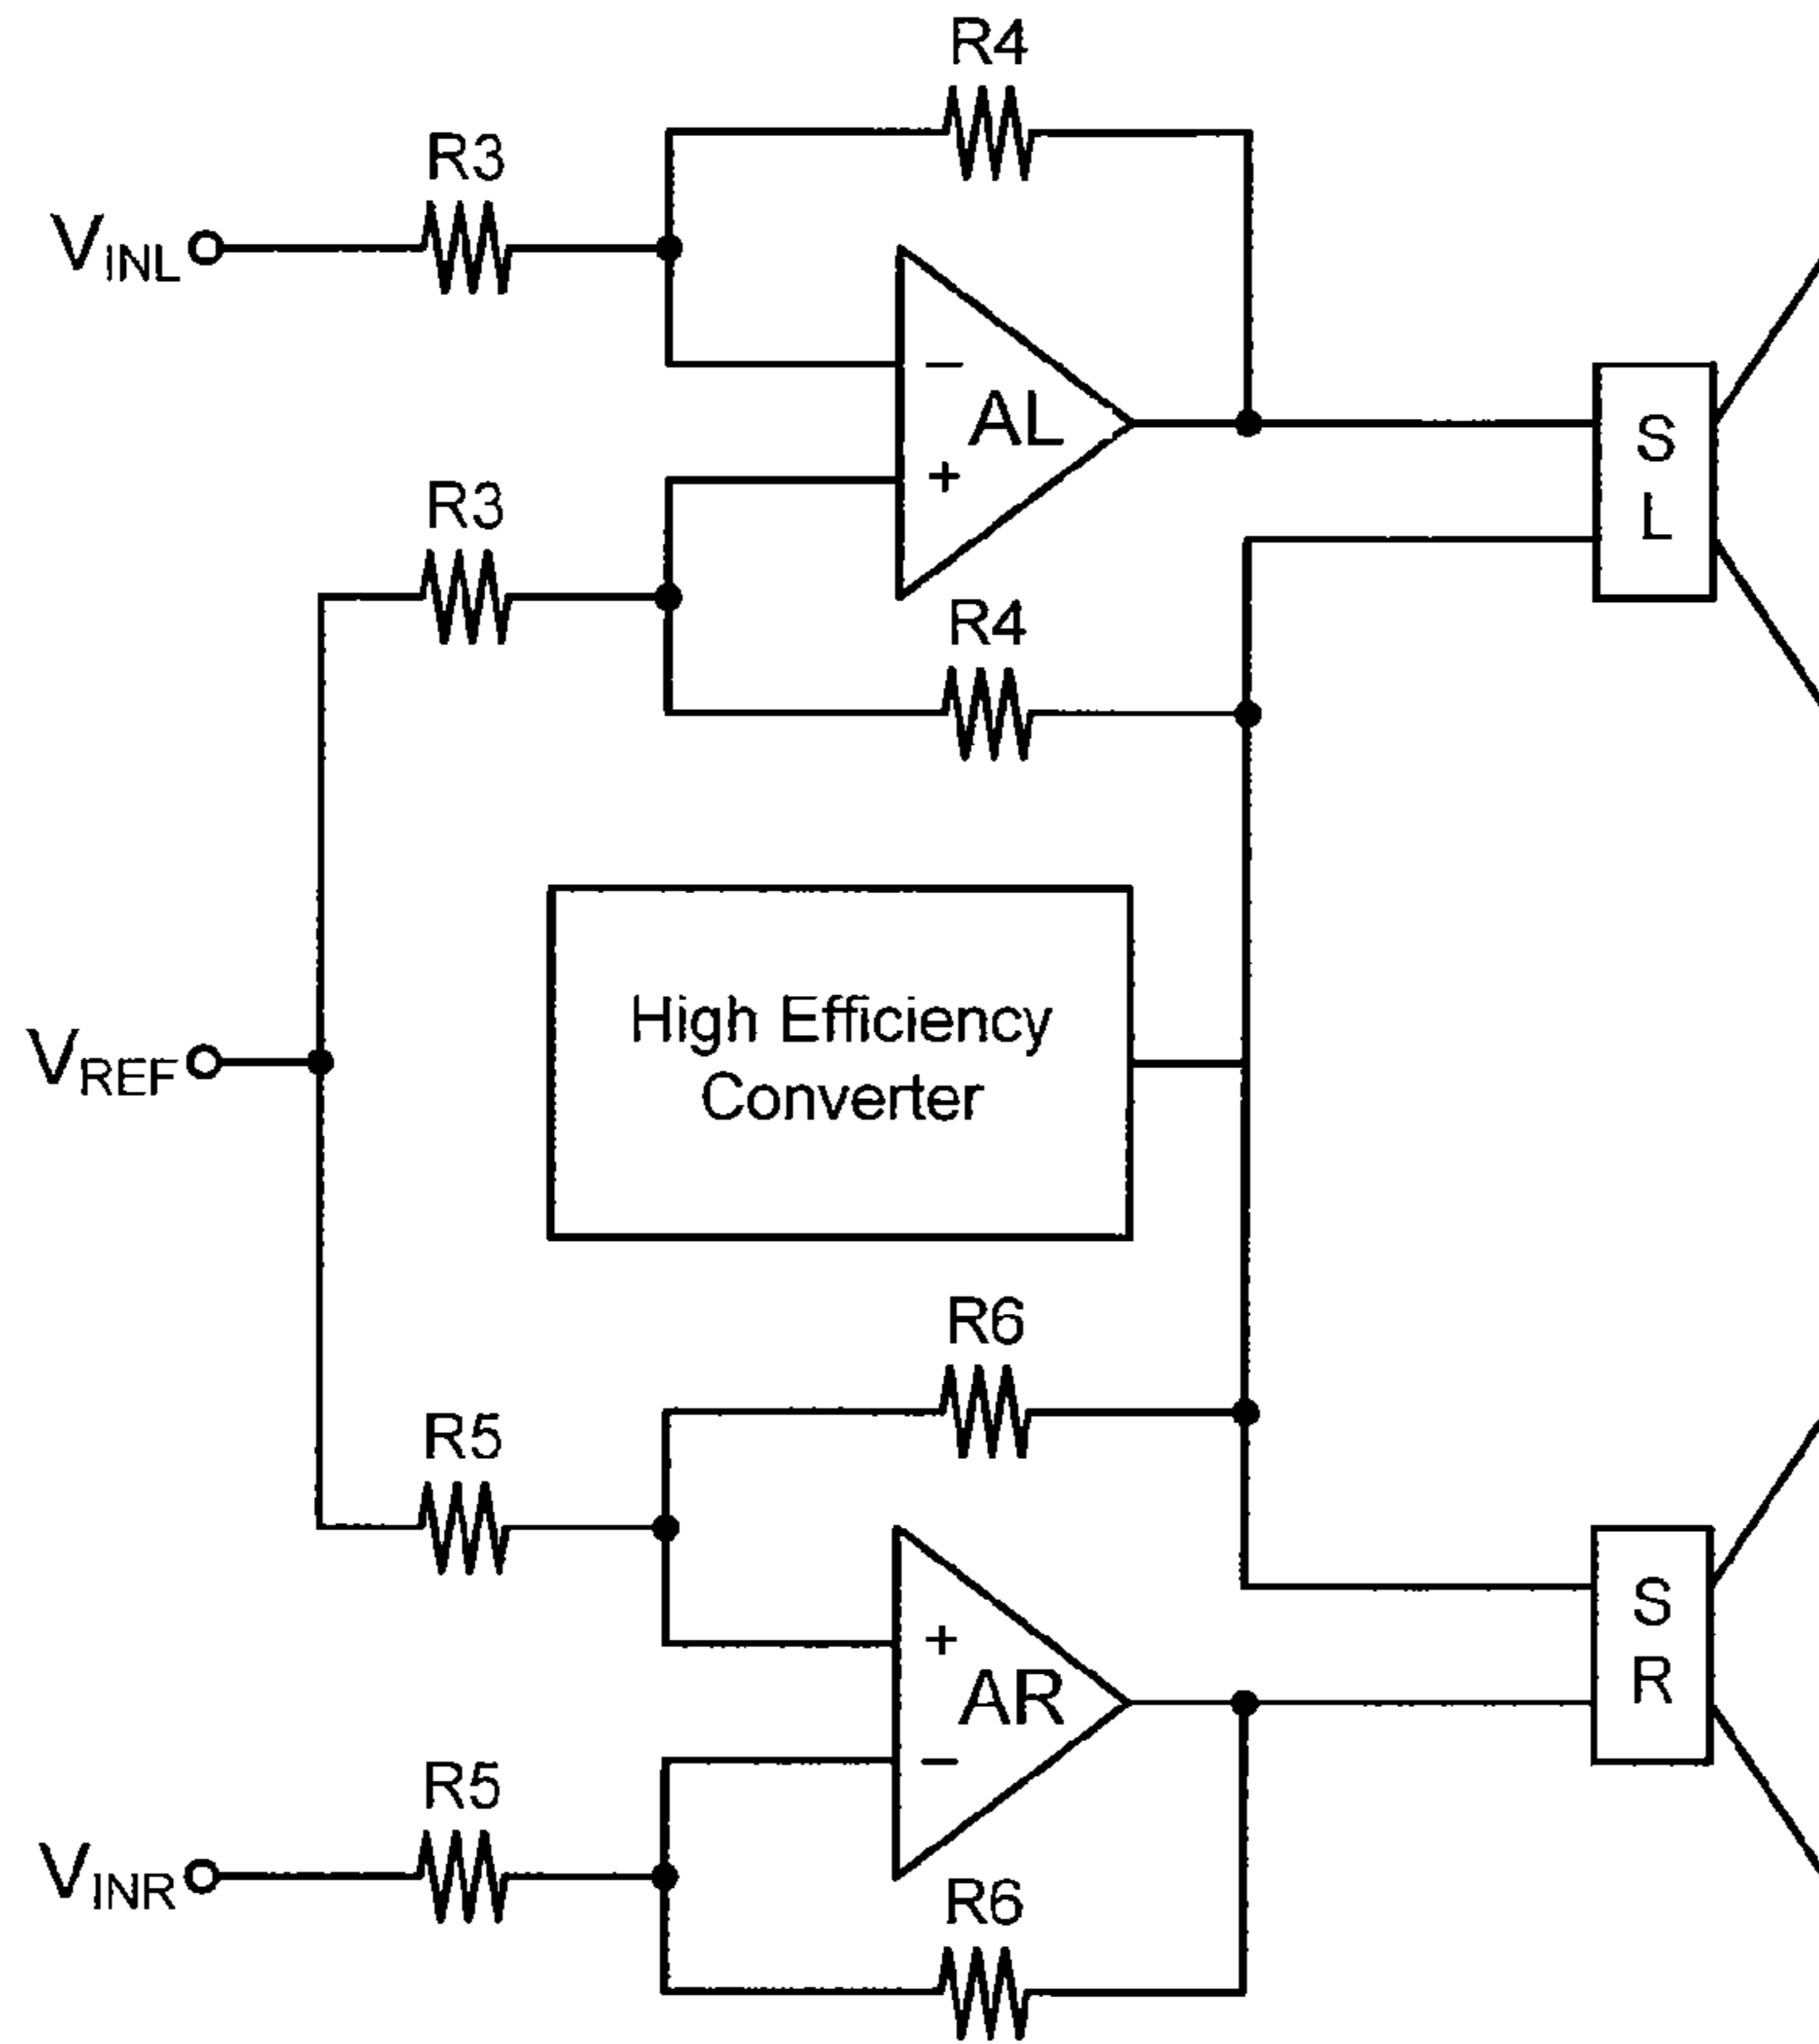 R4
R3
V_INL
AL
−
+
S
L
R3
R4
High Efficiency
Converter
V_REF
R6
R5
+
AR
−
S
R
R5
V_INR
R6